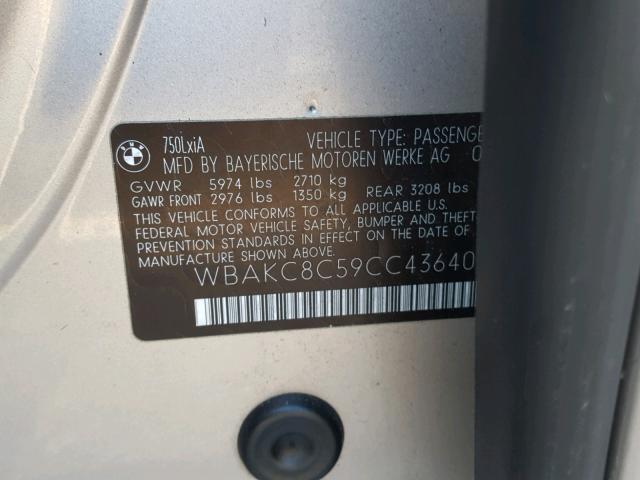 BMW
750LxiA VEHICLE TYPE: PASSENGE
MFD BY BAYERISCHE MOTOREN WERKE AG
GVWR 5974 lbs 2710 kg
GAWR FRONT 2976 lbs 1350 kg REAR 3208 lbs
THIS VEHICLE CONFORMS TO ALL APPLICABLE U.S.
FEDERAL MOTOR VEHICLE SAFETY, BUMPER AND THEFT
PREVENTION STANDARDS IN EFFECT ON THE DATE OF
MANUFACTURE SHOWN ABOVE.
WBAKC8C59CC43640